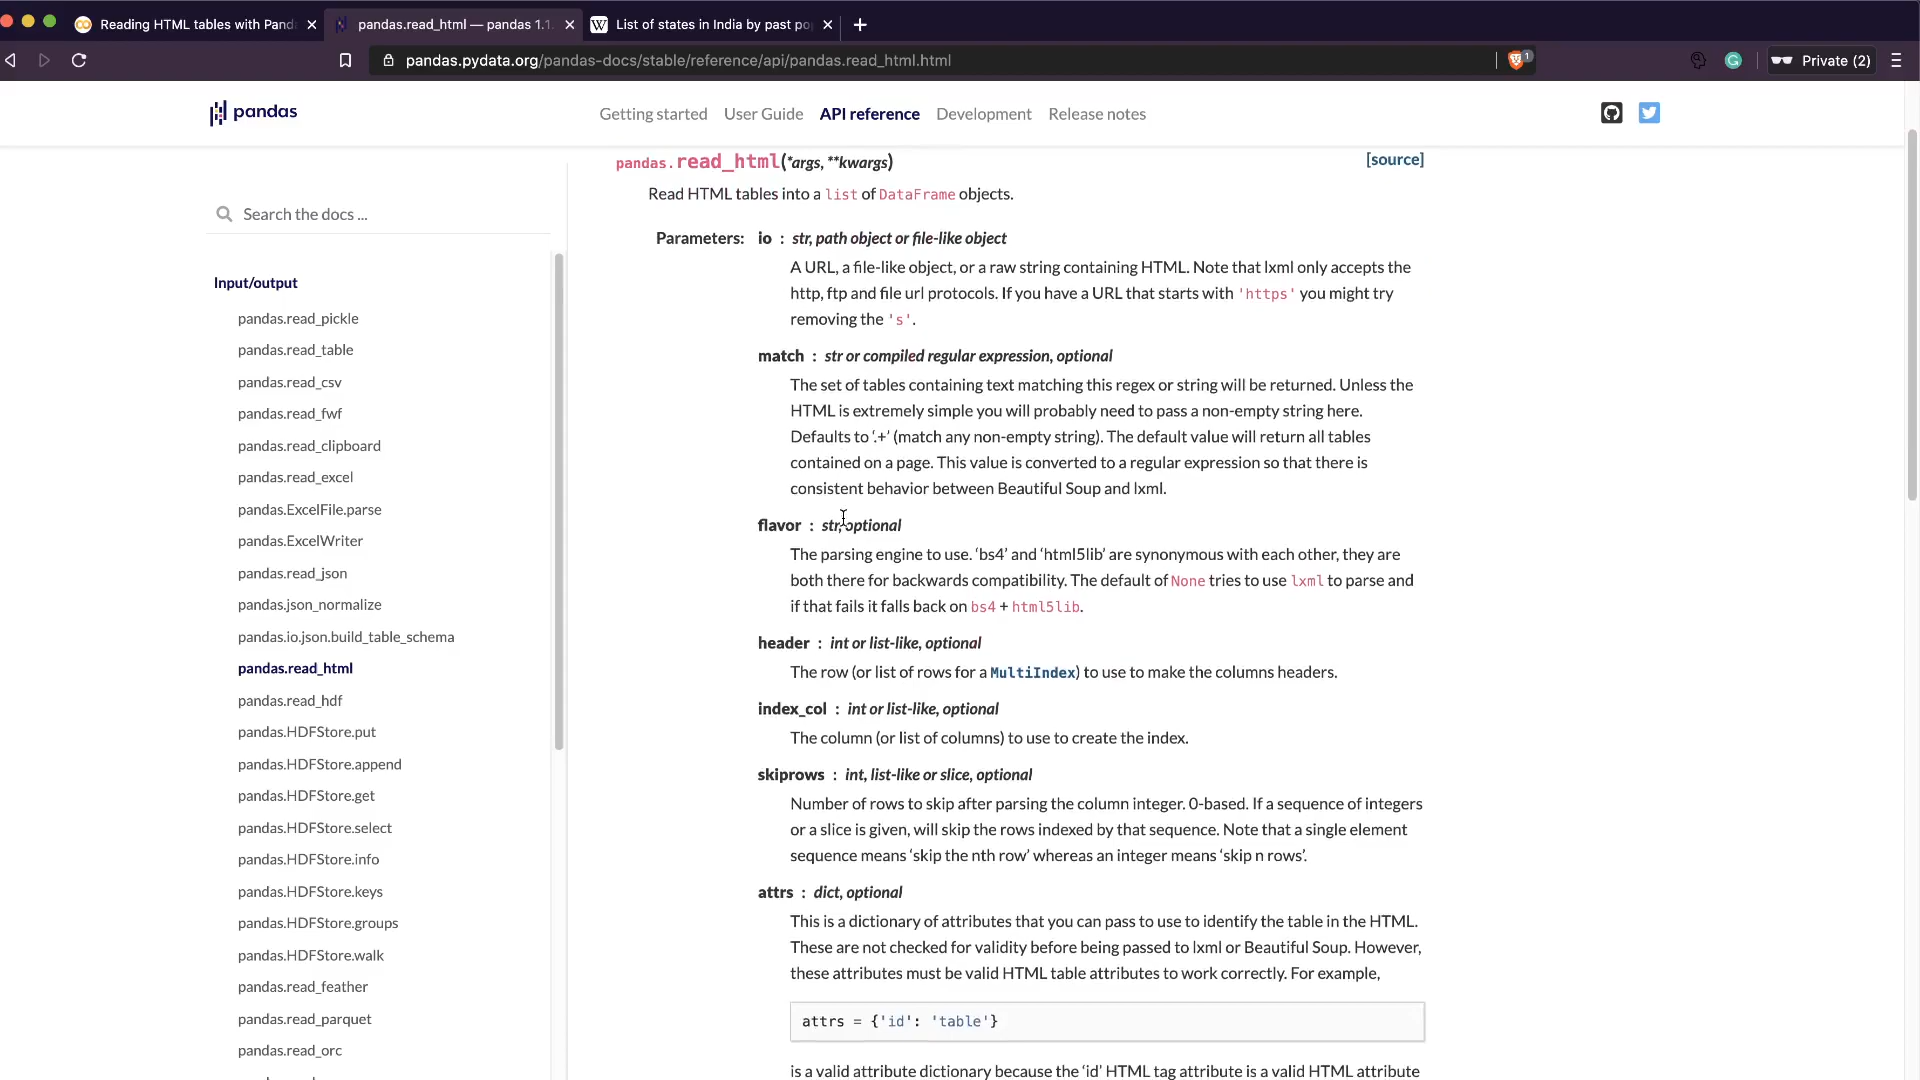 Reading HTML tables with Pand
pandas.read_html — pandas 1.1.
List of states in India by past po
pandas.pydata.org/pandas-docs/stable/reference/api/pandas.read_html.html
1
Private (2)
pandas
Getting started
User Guide
API reference
Development
Release notes
Search the docs ...
Input/output
pandas.read_pickle
pandas.read_table
pandas.read_csv
pandas.read_fwf
pandas.read_clipboard
pandas.read_excel
pandas.ExcelFile.parse
pandas.ExcelWriter
pandas.read_json
pandas.json_normalize
pandas.io.json.build_table_schema
pandas.read_html
pandas.read_hdf
pandas.HDFStore.put
pandas.HDFStore.append
pandas.HDFStore.get
pandas.HDFStore.select
pandas.HDFStore.info
pandas.HDFStore.keys
pandas.HDFStore.groups
pandas.HDFStore.walk
pandas.read_feather
pandas.read_parquet
pandas.read_orc
pandas.read_html(*args, **kwargs)
[source]
Read HTML tables into a list of DataFrame objects.
Parameters: io : str, path object or file-like object
A URL, a file-like object, or a raw string containing HTML. Note that lxml only accepts the
http, ftp and file url protocols. If you have a URL that starts with 'https' you might try
removing the 's'.
match : str or compiled regular expression, optional
The set of tables containing text matching this regex or string will be returned. Unless the
HTML is extremely simple you will probably need to pass a non-empty string here.
Defaults to ‘.+’ (match any non-empty string). The default value will return all tables
contained on a page. This value is converted to a regular expression so that there is
consistent behavior between Beautiful Soup and lxml.
flavor : str, optional
The parsing engine to use. ‘bs4’ and ‘html5lib’ are synonymous with each other, they are
both there for backwards compatibility. The default of None tries to use lxml to parse and
if that fails it falls back on bs4 + html5lib.
header : int or list-like, optional
The row (or list of rows for a MultiIndex) to use to make the columns headers.
index_col : int or list-like, optional
The column (or list of columns) to use to create the index.
skiprows : int, list-like or slice, optional
Number of rows to skip after parsing the column integer. 0-based. If a sequence of integers
or a slice is given, will skip the rows indexed by that sequence. Note that a single element
sequence means ‘skip the nth row’ whereas an integer means ‘skip n rows’.
attrs : dict, optional
This is a dictionary of attributes that you can pass to use to identify the table in the HTML.
These are not checked for validity before being passed to lxml or Beautiful Soup. However,
these attributes must be valid HTML table attributes to work correctly. For example,
attrs = {'id': 'table'}
is a valid attribute dictionary because the ‘id’ HTML tag attribute is a valid HTML attribute